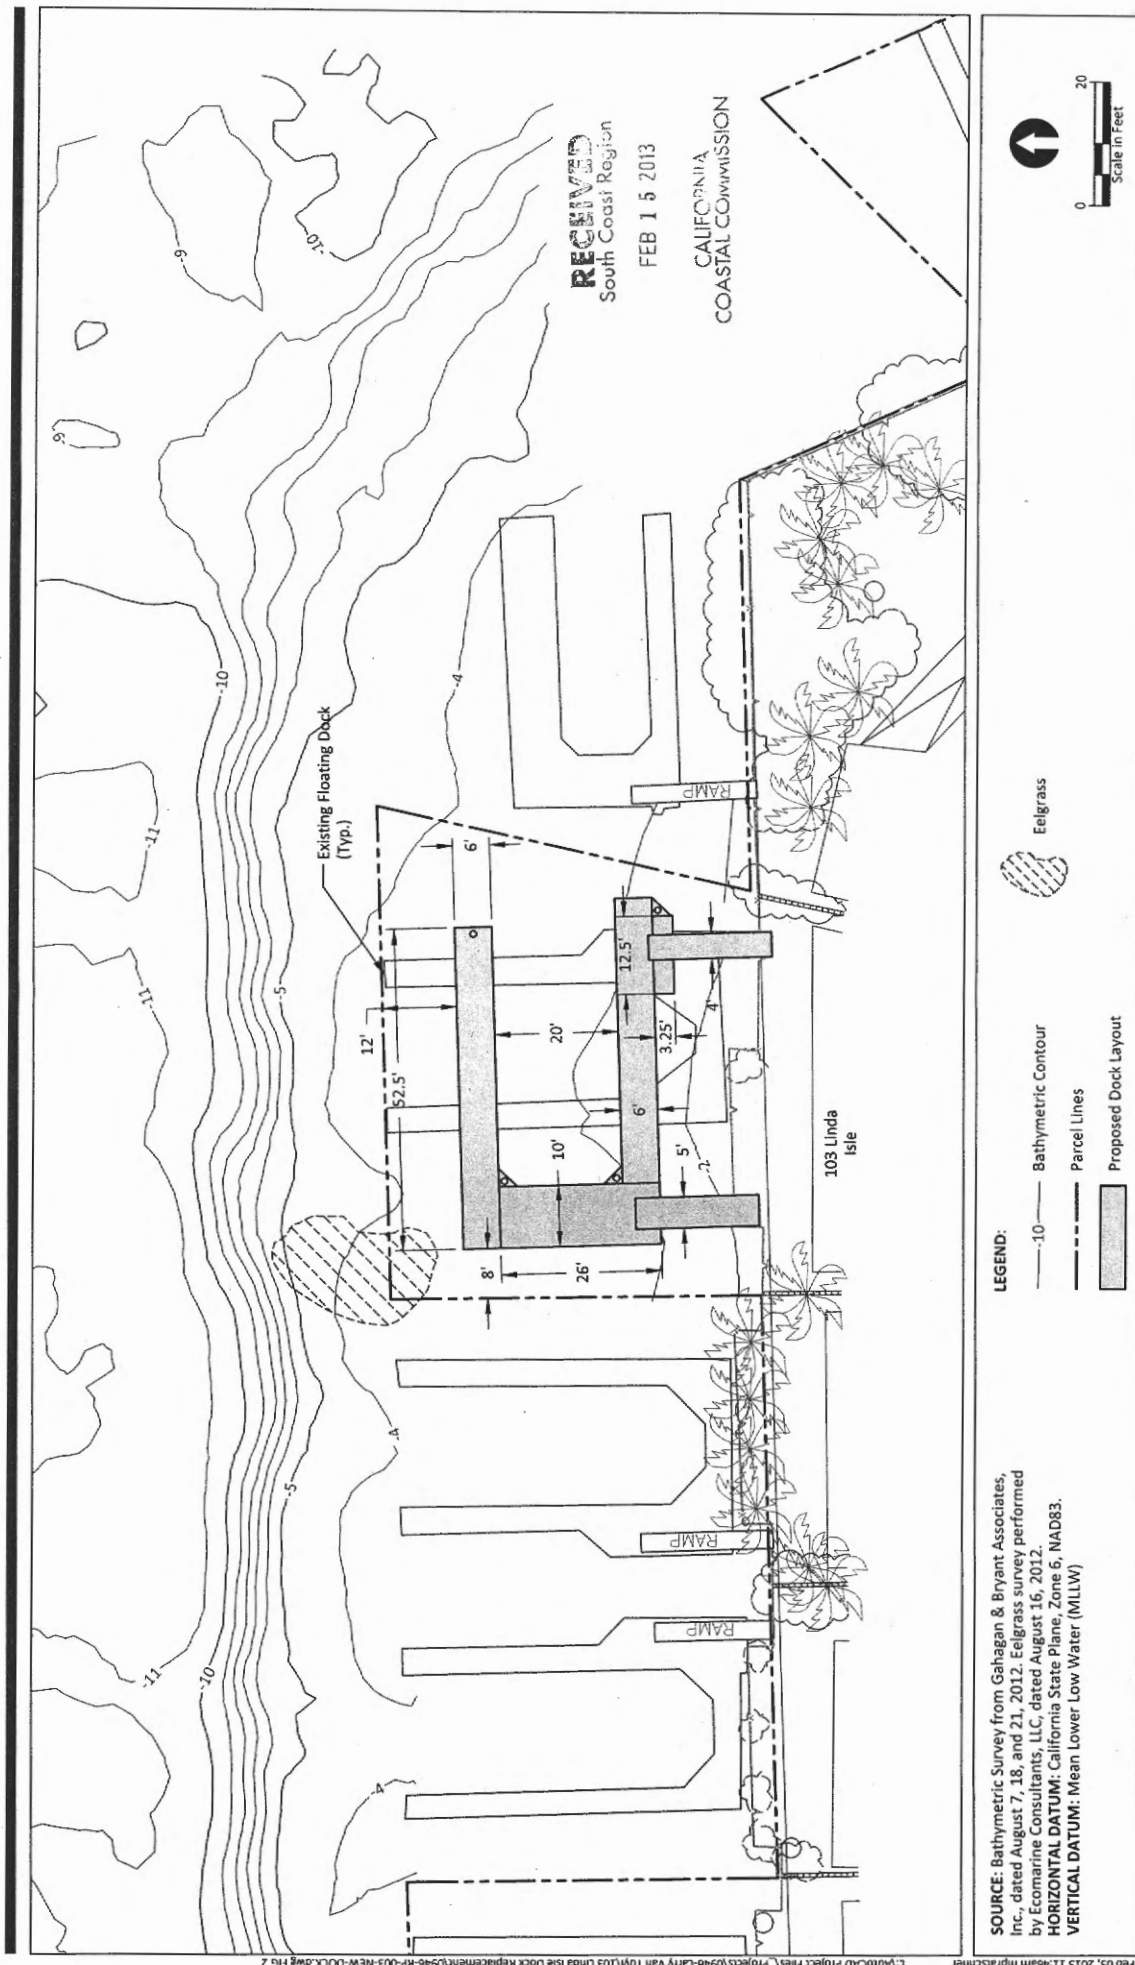 -9
-10
-9
RECEIVED
South Coast Region
FEB 15 2013
CALIFORNIA
COASTAL COMMISSION
-10
-11
-11
-4
-5
Existing Floating Dock
(Typ.)
6'
12'
52.5'
20'
12.5'
3.25'
4'
6'
10'
5'
-2
8'
26'
RAMP
103 Linda
Isle
-4
-5
-11
-10
-4
RAMP
RAMP
LEGEND:
-10 Bathymetric Contour
Parcel Lines
Proposed Dock Layout
Eelgrass
0 20
Scale in Feet
SOURCE: Bathymetric Survey from Gahagan & Bryant Associates,
Inc., dated August 7, 18, and 21, 2012. Eelgrass survey performed
by Ecomarine Consultants, LLC, dated August 16, 2012.
HORIZONTAL DATUM: California State Plane, Zone 6, NAD83.
VERTICAL DATUM: Mean Lower Low Water (MLLW)